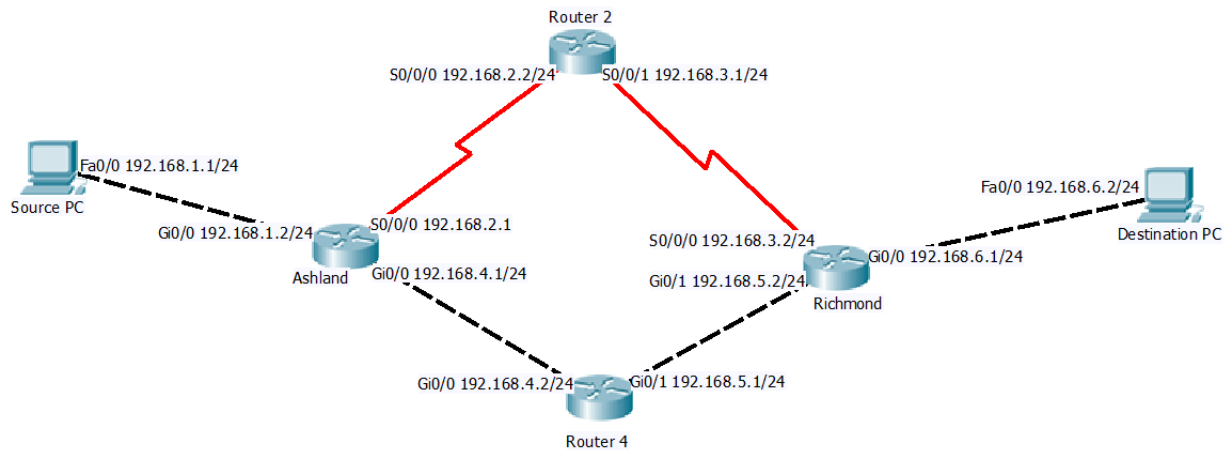 Router 2
S0/0/0 192.168.2.2/24
S0/0/1 192.168.3.1/24
Fa0/0 192.168.1.1/24
Source PC
Fa0/0 192.168.6.2/24
Destination PC
Gi0/0 192.168.1.2/24
S0/0/0 192.168.2.1
Ashland
Gi0/0 192.168.4.1/24
S0/0/0 192.168.3.2/24
Gi0/0 192.168.6.1/24
Gi0/1 192.168.5.2/24
Richmond
Gi0/0 192.168.4.2/24
Gi0/1 192.168.5.1/24
Router 4